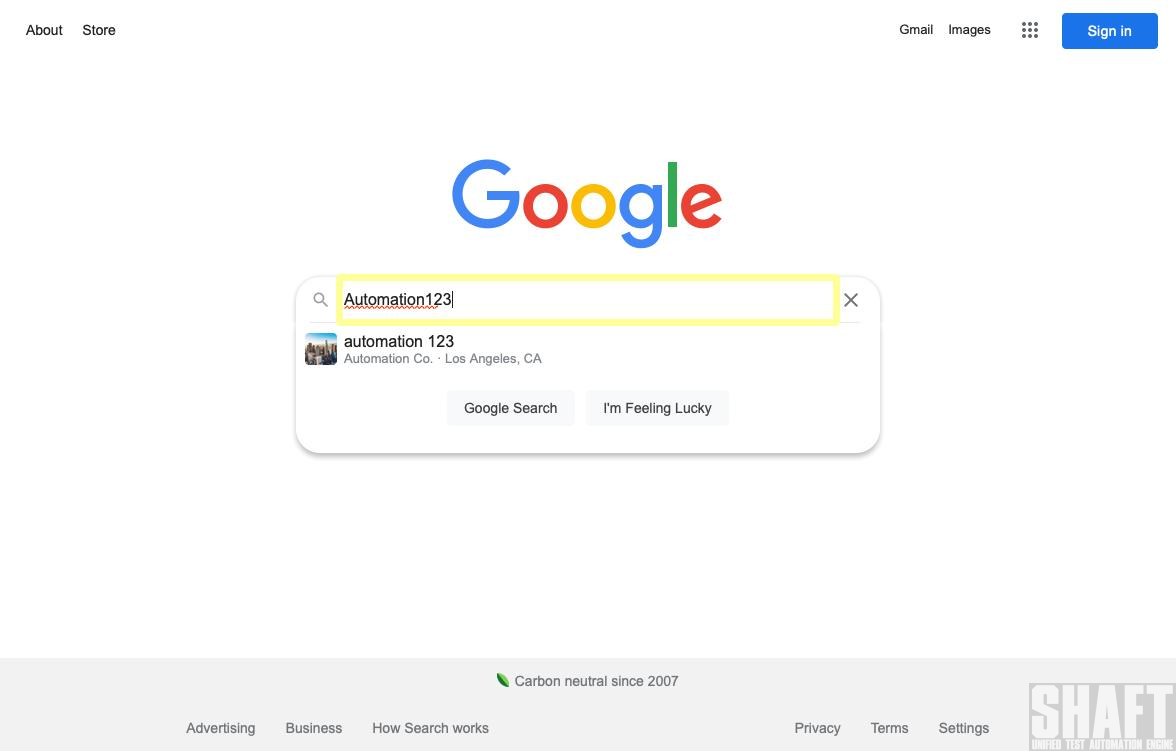 About Store
Gmail Images Sign in
Google
Automation123
automation 123
Automation Co. · Los Angeles, CA
Google Search I'm Feeling Lucky
Carbon neutral since 2007
Advertising Business How Search works Privacy Terms Settings
SHAFT
UNIFIED TEST AUTOMATION ENGINE